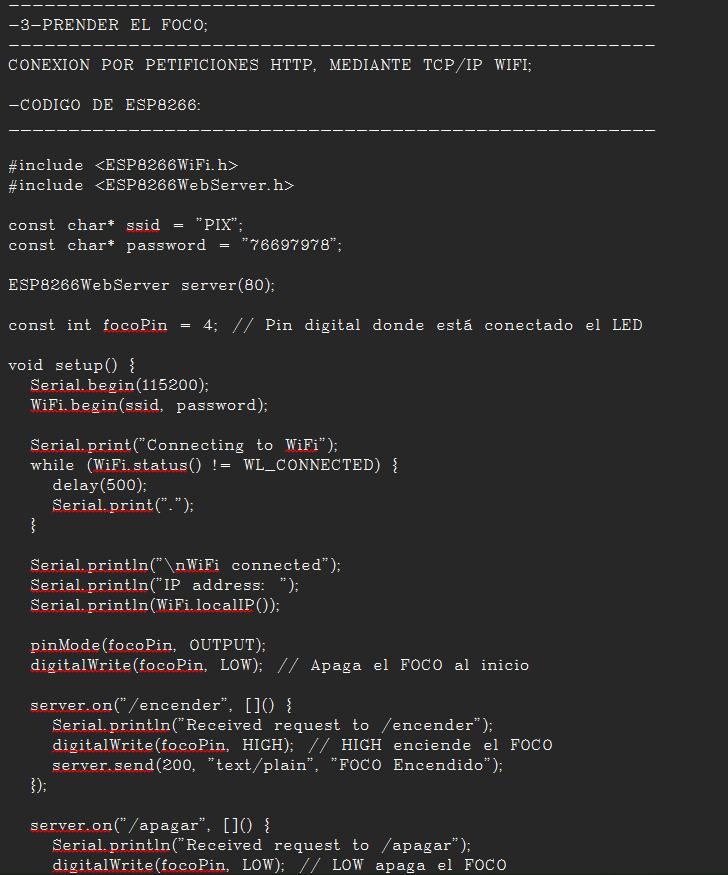 ------------------------------------------------------
-3-PRENDER EL FOCO;
------------------------------------------------------
CONEXION POR PETIFICIONES HTTP, MEDIANTE TCP/IP WIFI;
-CODIGO DE ESP8266:
------------------------------------------------------
#include <ESP8266WiFi.h>
#include <ESP8266WebServer.h>
const char* ssid = "PIX";
const char* password = "76697978";
ESP8266WebServer server(80);
const int focoPin = 4; // Pin digital donde está conectado el LED
void setup() {
  Serial.begin(115200);
  WiFi.begin(ssid, password);
  Serial.print("Connecting to WiFi");
  while (WiFi.status() != WL_CONNECTED) {
    delay(500);
    Serial.print(".");
  }
  Serial.println("\nWiFi connected");
  Serial.println("IP address: ");
  Serial.println(WiFi.localIP());
  pinMode(focoPin, OUTPUT);
  digitalWrite(focoPin, LOW); // Apaga el FOCO al inicio
  server.on("/encender", []() {
    Serial.println("Received request to /encender");
    digitalWrite(focoPin, HIGH); // HIGH enciende el FOCO
    server.send(200, "text/plain", "FOCO Encendido");
  });
  server.on("/apagar", []() {
    Serial.println("Received request to /apagar");
    digitalWrite(focoPin, LOW); // LOW apaga el FOCO